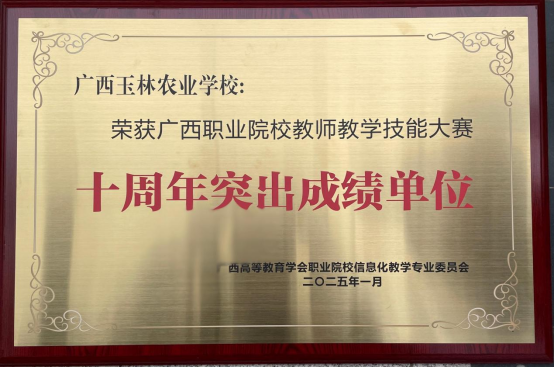 广西玉林农业学校:
荣获广西职业院校教师教学技能大赛
十周年突出成绩单位
广西高等教育学会职业院校信息化教学专业委员会
二〇二五年一月